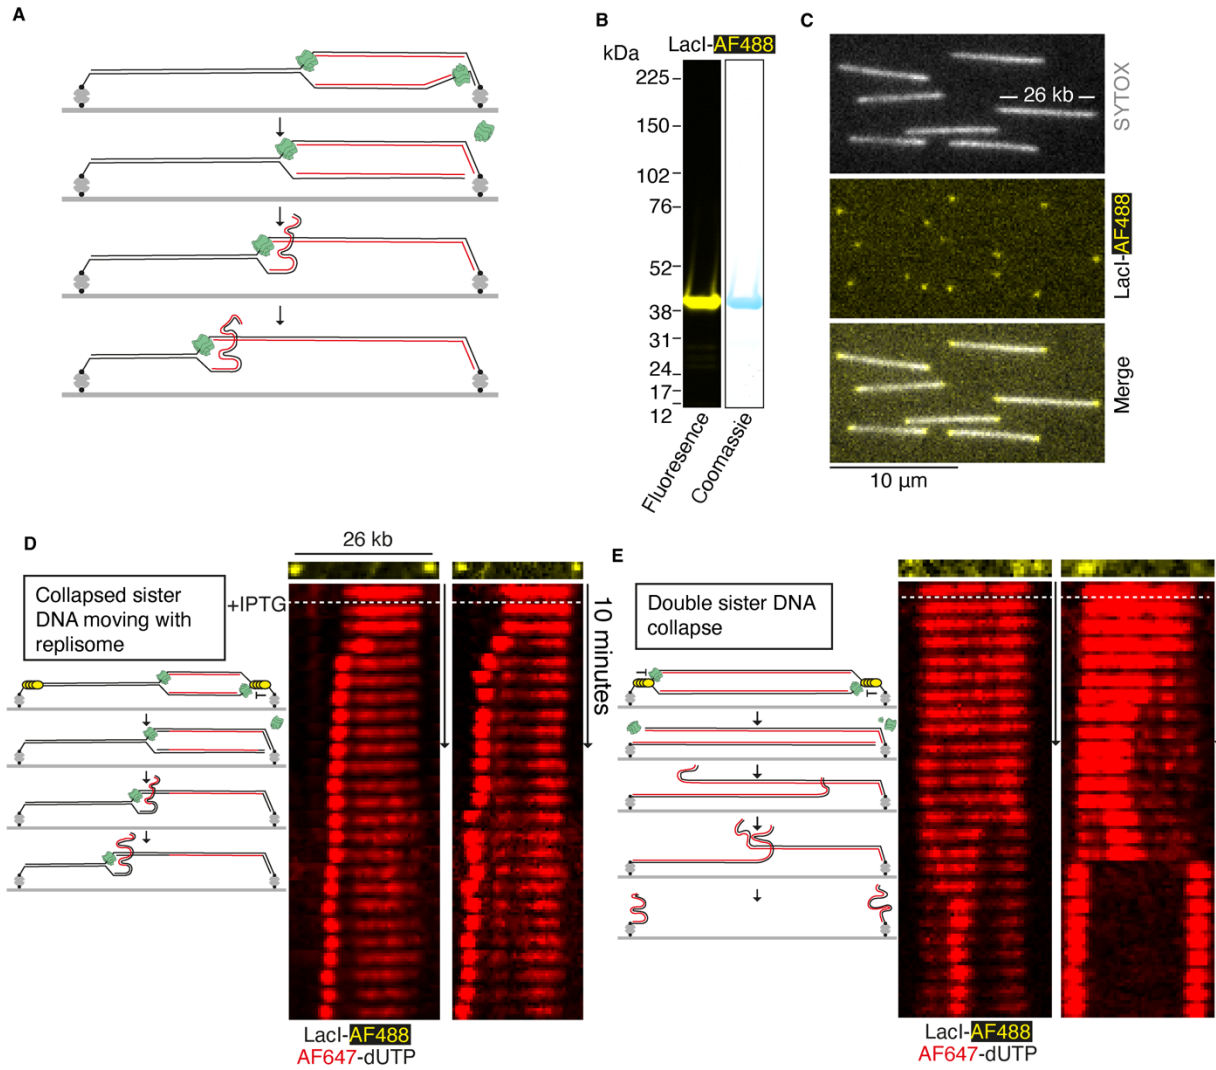 A
B
LacI-AF488
kDa
225
150
102
76
52
38
31
24
17
12
Fluoresence
Coomassie
C
26 kb
SYTOX
LacI-AF488
Merge
10 µm
D
Collapsed sister
DNA moving with
replisome
+IPTG
26 kb
10 minutes
LacI-AF488
AF647-dUTP
E
Double sister DNA
collapse
LacI-AF488
AF647-dUTP